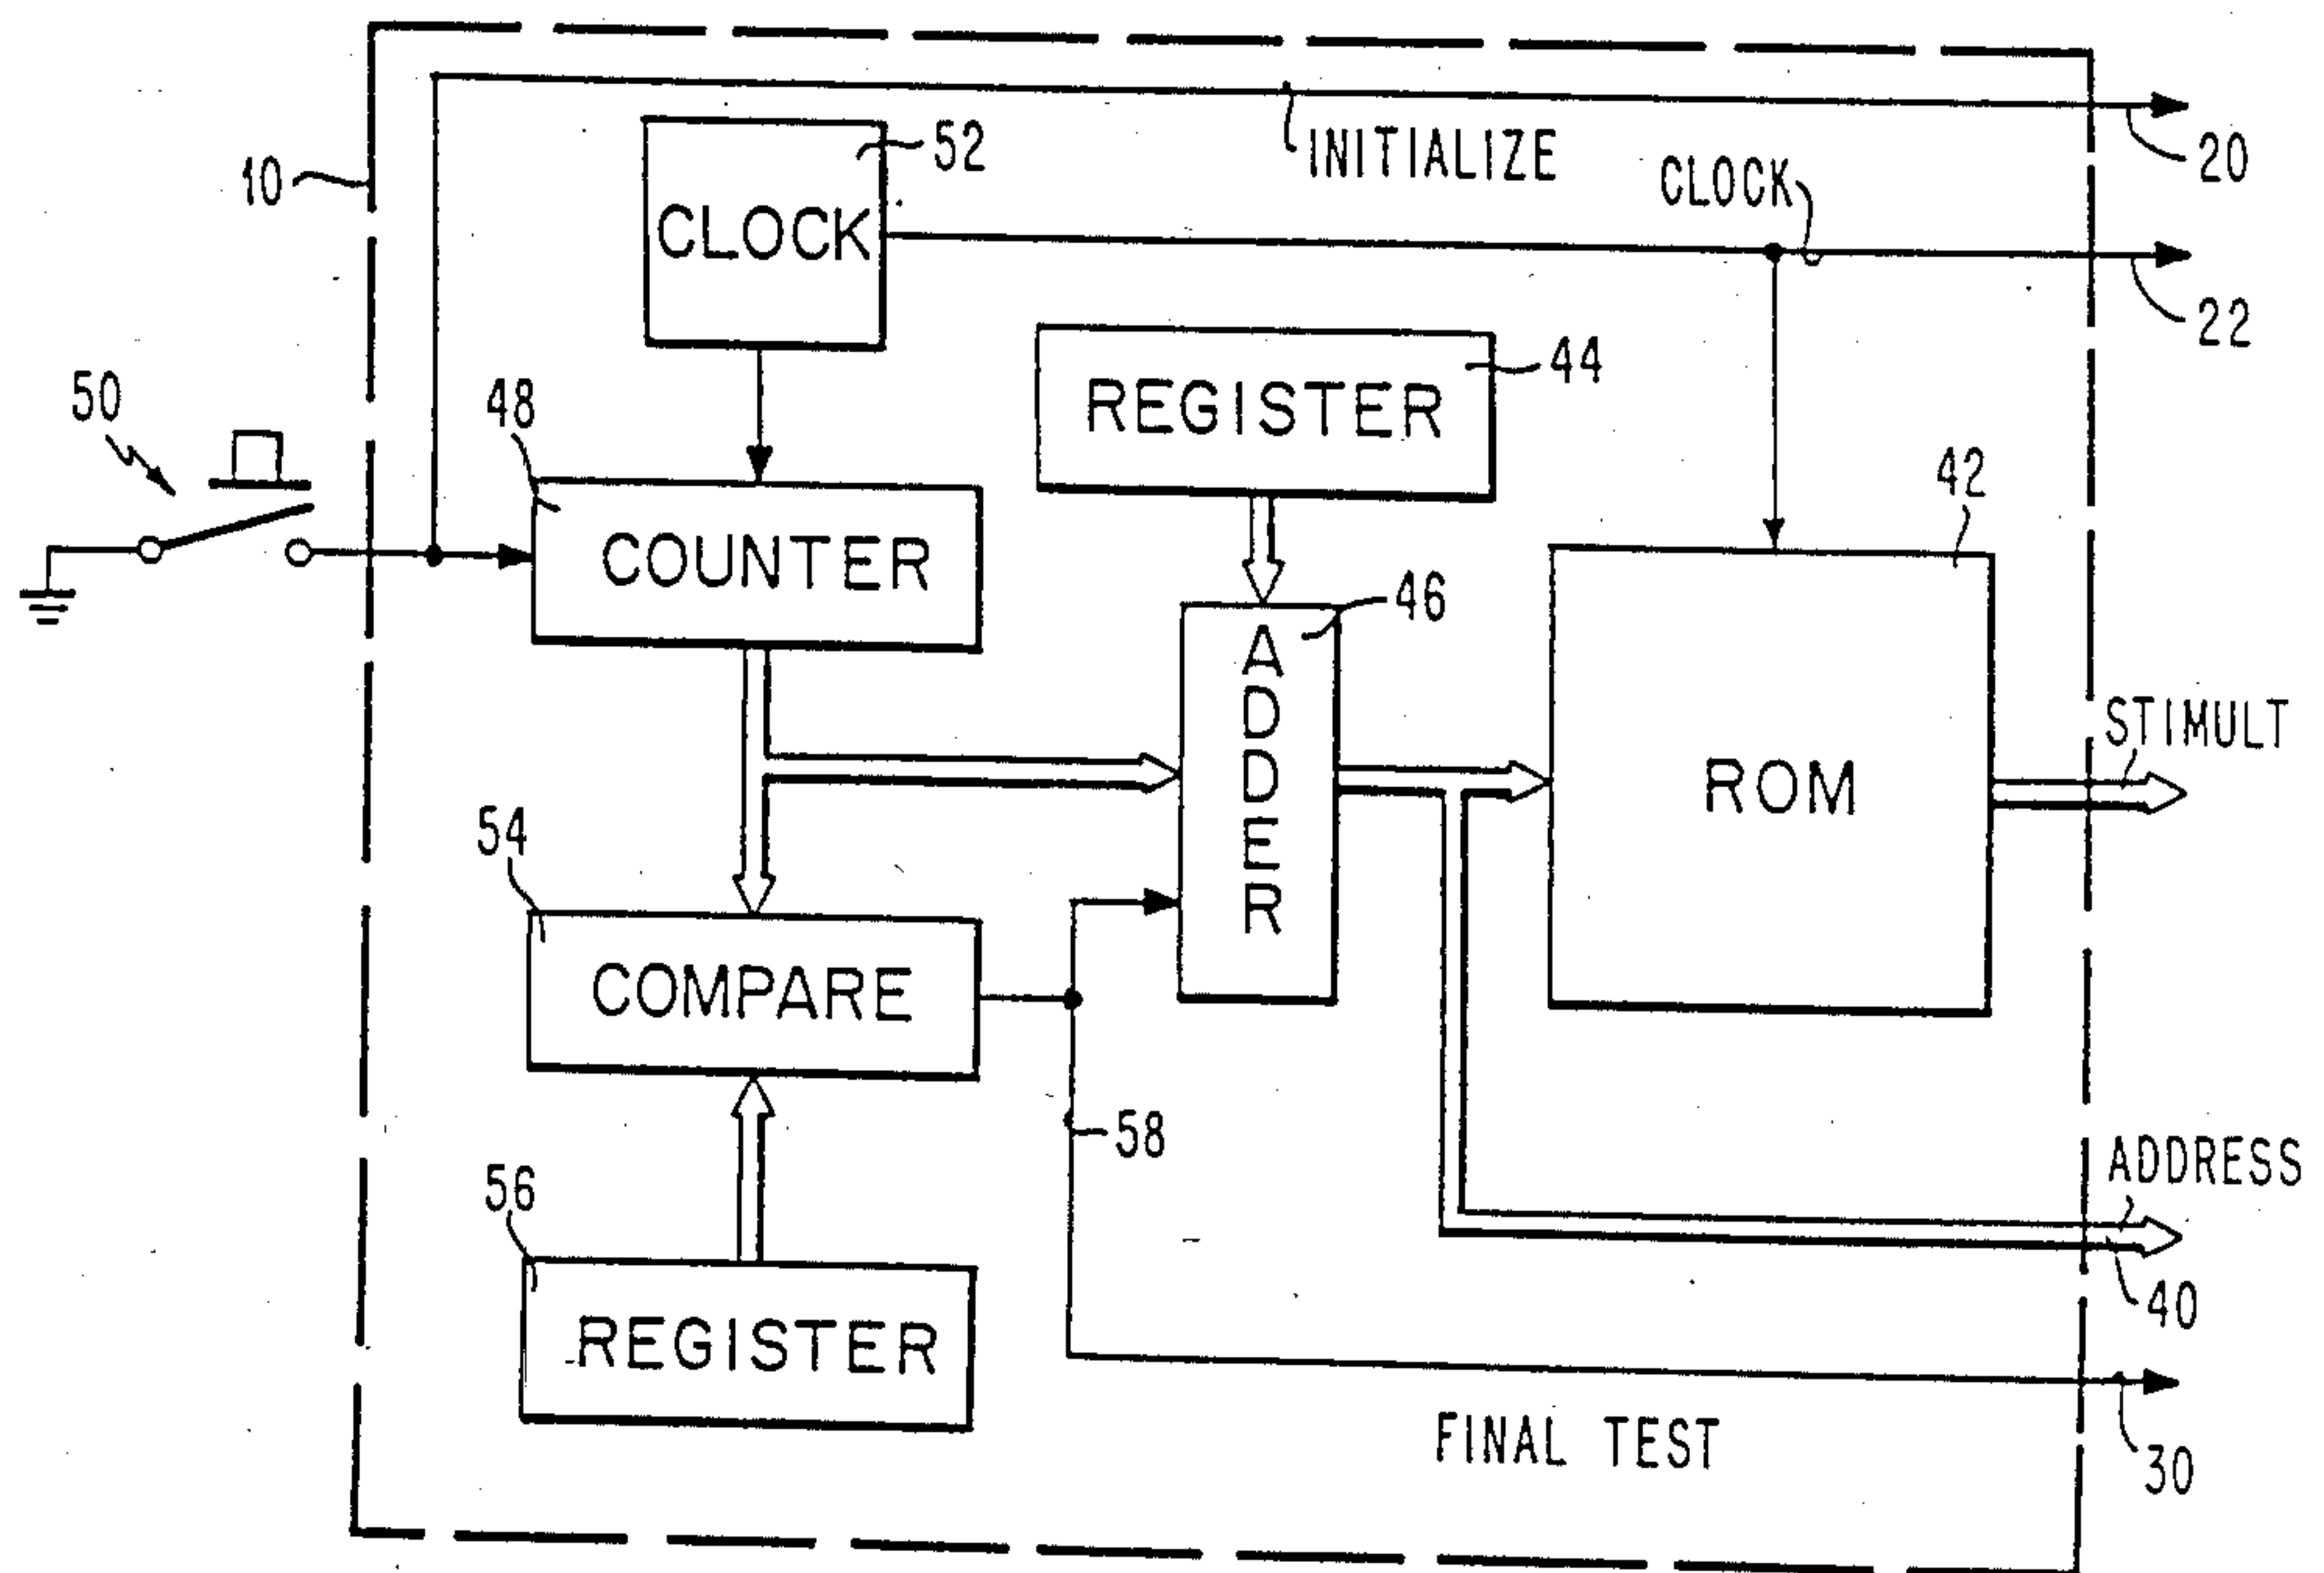 10
52
CLOCK
INITIALIZE
CLOCK
20
22
50
48
COUNTER
44
REGISTER
42
46
ADDER
ROM
STIMULT
54
COMPARE
58
56
REGISTER
ADDRESS
40
FINAL TEST
30